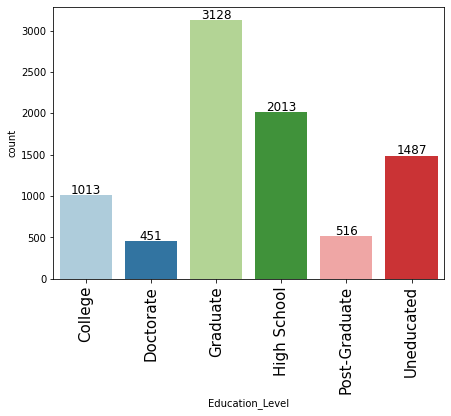 3128
3000
2500
2013
2000
1487
1500
1013
1000
516
451
500
0
count
College
Doctorate
Graduate
High School
Post-Graduate
Uneducated
Education_Level